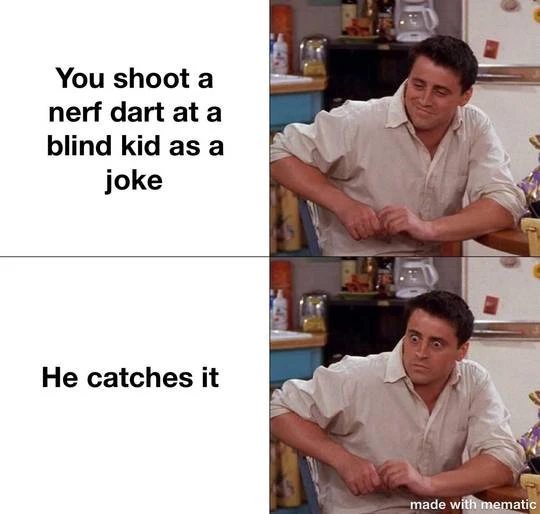 You shoot a
nerf dart at a
blind kid as a
joke
He catches it
made with mematic